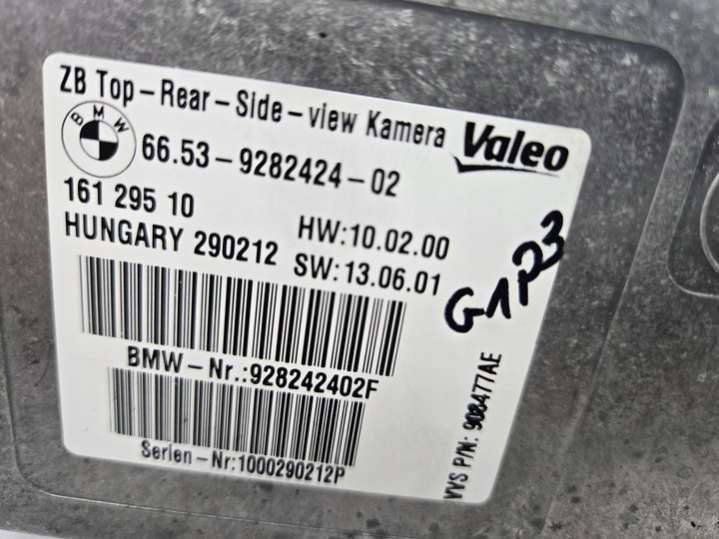 ZB Top-Rear-Side-view Kamera
BMW
66.53-9282424-02
Valeo
161 295 10
HUNGARY 290212
HW:10.02.00
SW:13.06.01
G1P23
BMW-Nr.:928242402F
Serien-Nr:1000290212P
VVS P/N: 908477AE